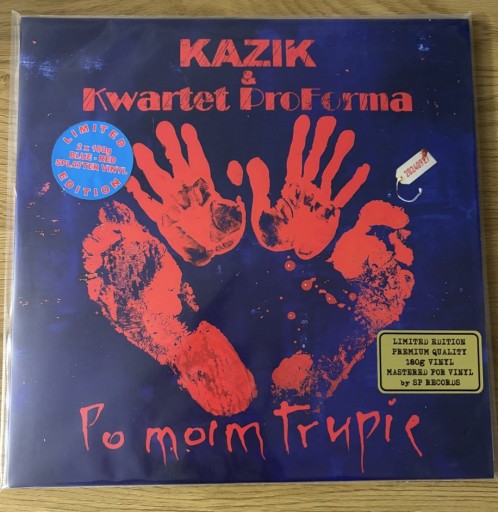 KAZIK
&
Kwartet ProForma
LIMITED
2 x 180g
BLUE - RED
SPLATTER VINYL
EDITION
LIMITED EDITION
PREMIUM QUALITY
180g VINYL
MASTERED FOR VINYL
by SP RECORDS
Po moim trupie